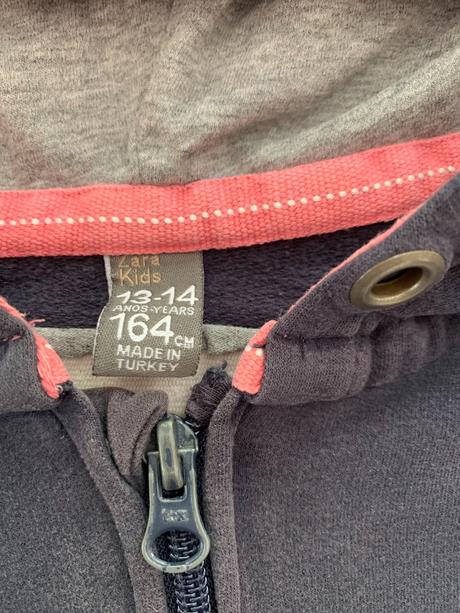 Zara
Kids
13-14
AÑOS-YEARS
164CM
MADE IN
TURKEY